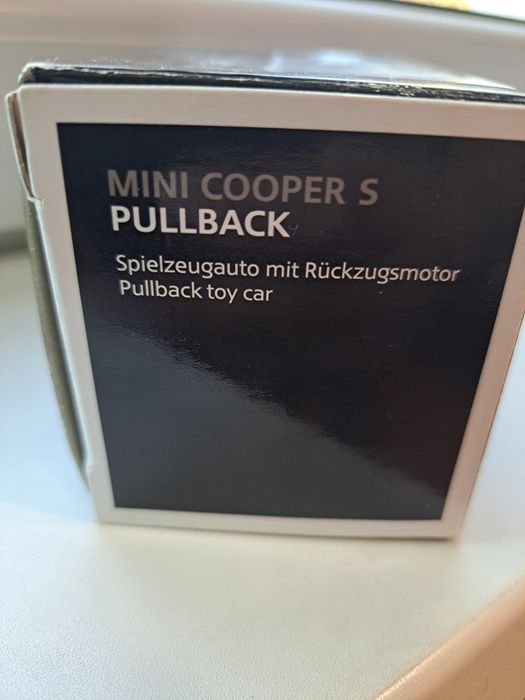 MINI COOPER S
PULLBACK
Spielzeugauto mit Rückzugsmotor
Pullback toy car